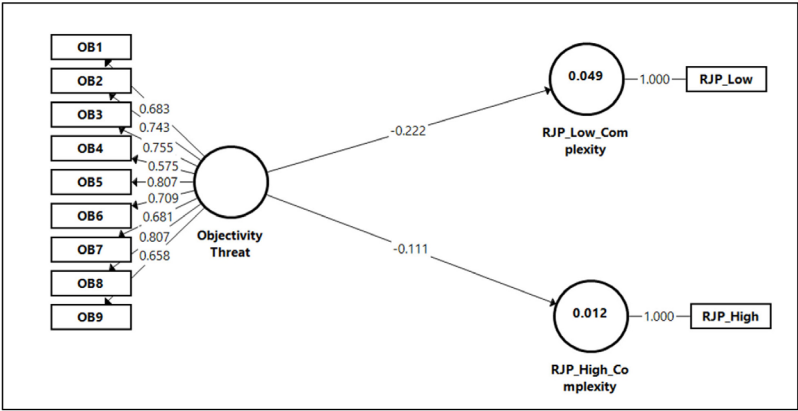 OB1
OB2
OB3
OB4
OB5
OB6
OB7
OB8
OB9
0.683
0.743
0.755
0.575
0.807
0.709
0.681
0.807
0.658
Objectivity
Threat
-0.222
-0.111
0.049
RJP_Low_Com
plexity
1.000
RJP_Low
0.012
RJP_High_Co
mplexity
1.000
RJP_High